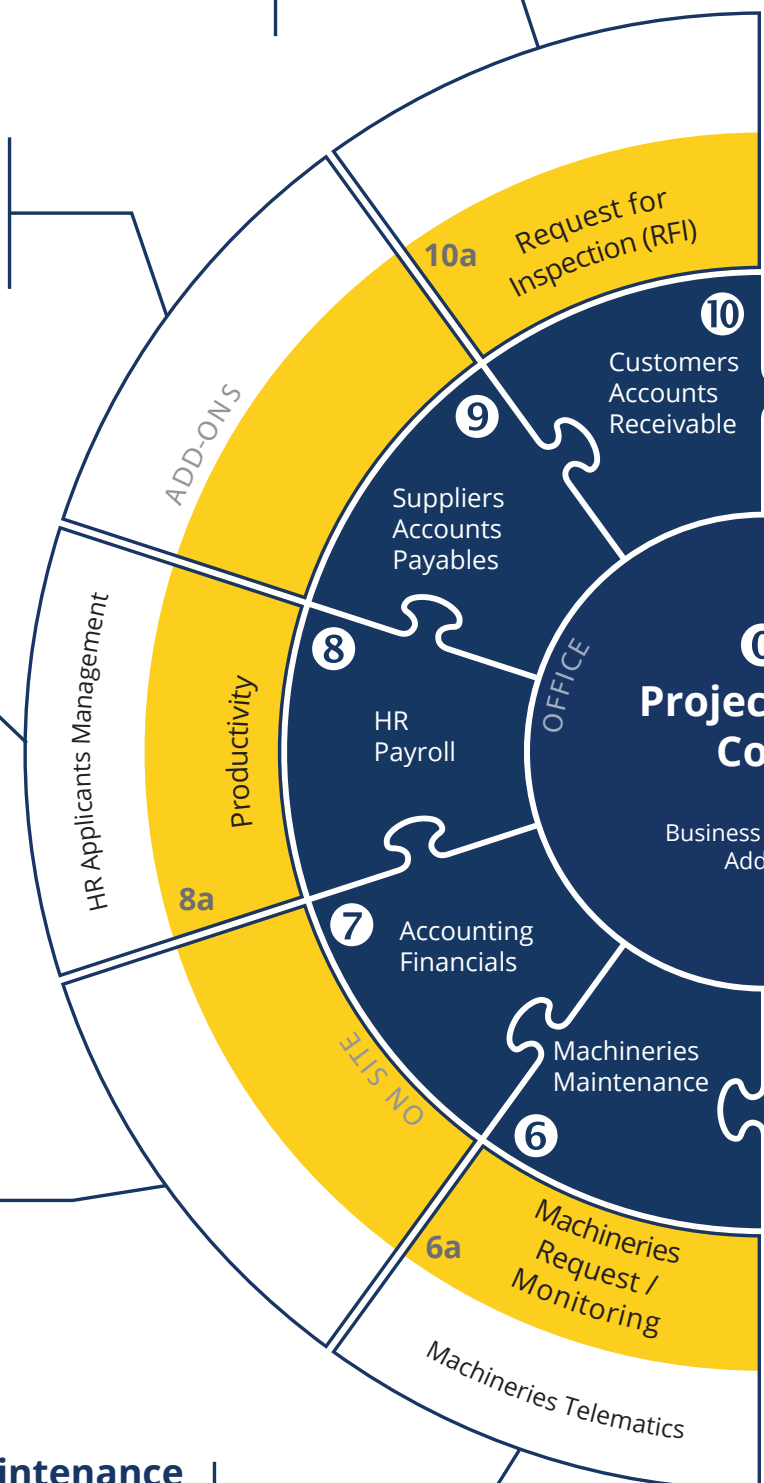 10a
Request for
Inspection (RFI)
10
Customers
Accounts
Receivable
ADD-ONS
9
Suppliers
Accounts
Payables
HR Applicants Management
Productivity
8a
8
HR
Payroll
OFFICE
Projec
Co
Business
Add
7
Accounting
Financials
ON SITE
Machineries
Maintenance
6
6a
Machineries
Request /
Monitoring
Machineries Telematics
intenance